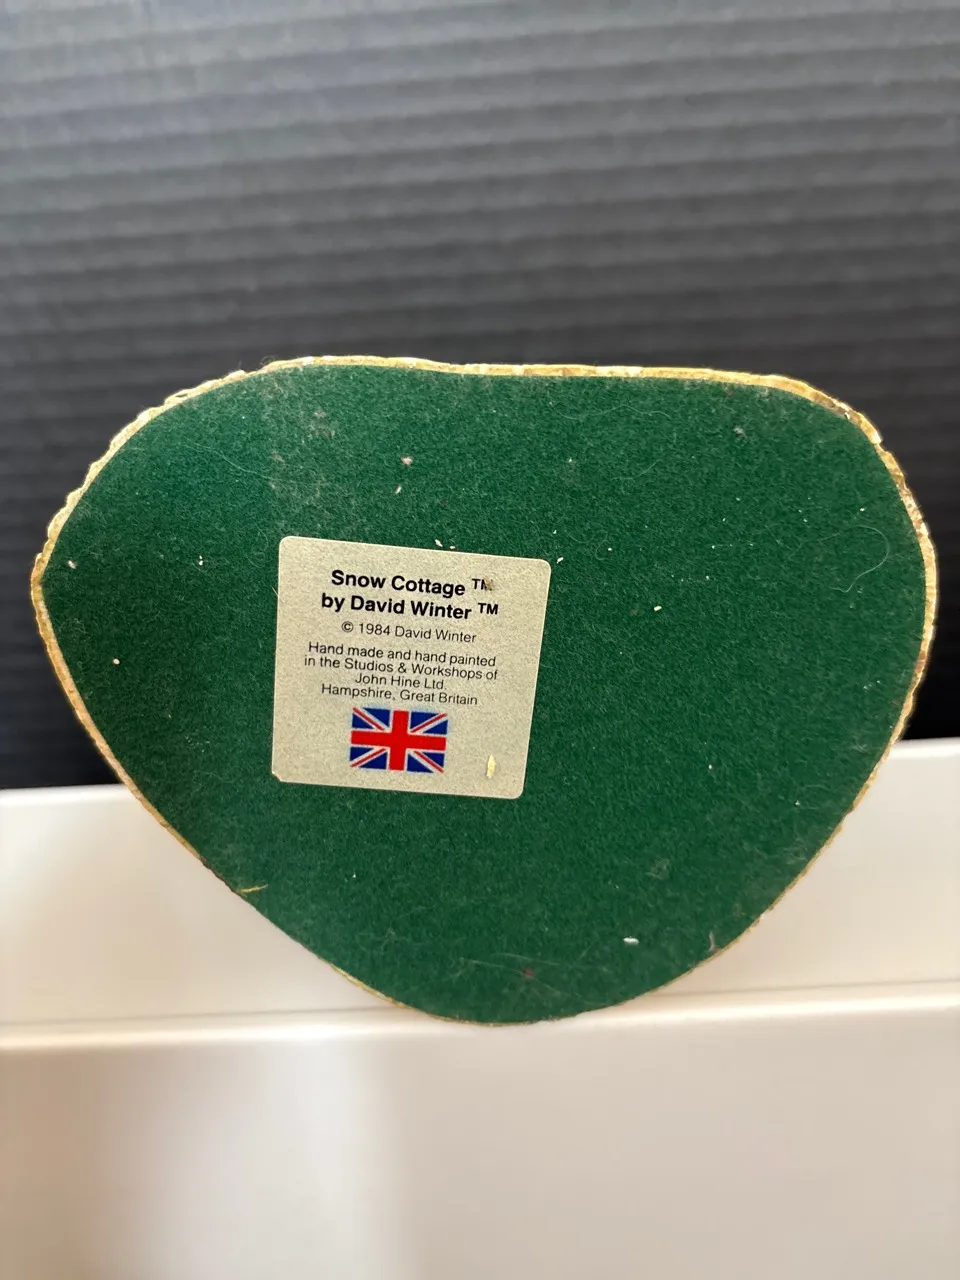 Snow Cottage ™
by David Winter ™
© 1984 David Winter
Hand made and hand painted
in the Studios & Workshops of
John Hine Ltd.
Hampshire, Great Britain